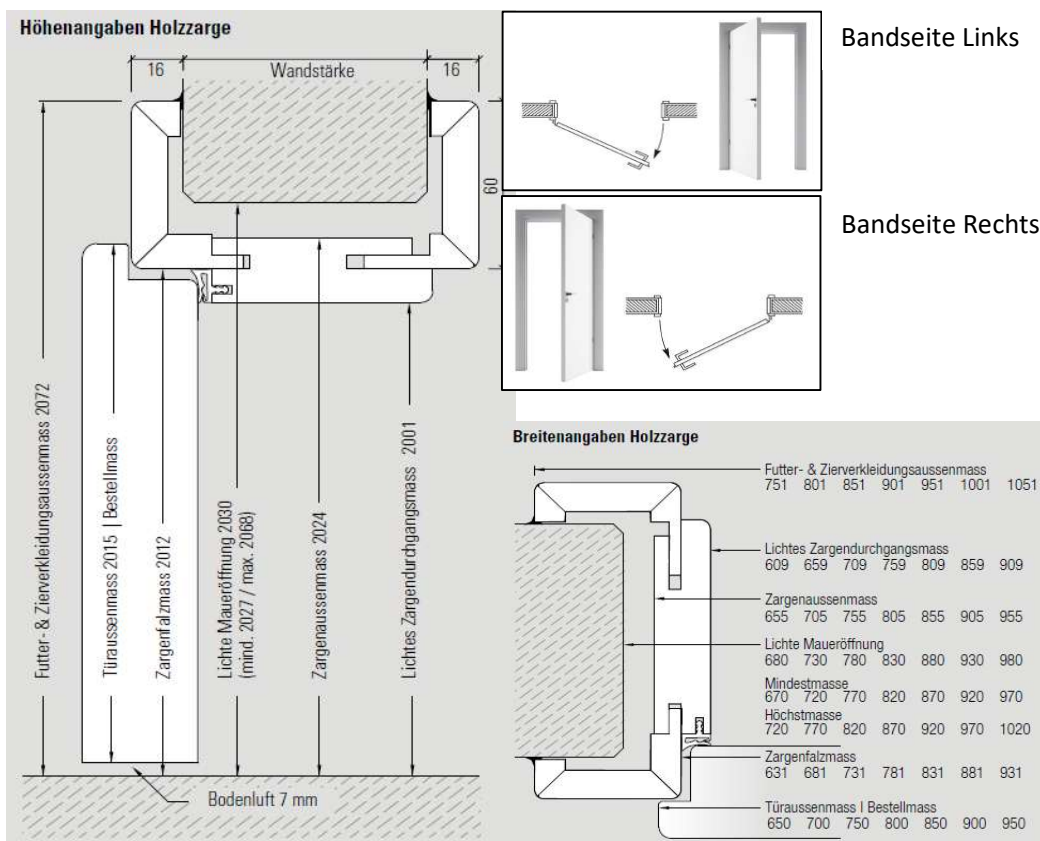 Höhenangaben Holzzarge
16
Wandstärke
16
60
Futter- & Zierverkleidungsaussenmass 2072
Türaussenmass 2015 | Bestellmass
Zargenfalzmass 2012
Lichte Maueröffnung 2030
(mind. 2027 / max. 2068)
Zargenaussenmass 2024
Lichtes Zargendurchgangsmass 2001
Bodenluft 7 mm
Bandseite Links
Bandseite Rechts
Breitenangaben Holzzarge
Futter- & Zierverkleidungsaussenmass
751 801 851 901 951 1001 1051
Lichtes Zargendurchgangsmass
609 659 709 759 809 859 909
Zargenaussenmass
655 705 755 805 855 905 955
Lichte Maueröffnung
680 730 780 830 880 930 980
Mindestmasse
670 720 770 820 870 920 970
Höchstmasse
720 770 820 870 920 970 1020
Zargenfalzmass
631 681 731 781 831 881 931
Türaussenmass | Bestellmass
650 700 750 800 850 900 950